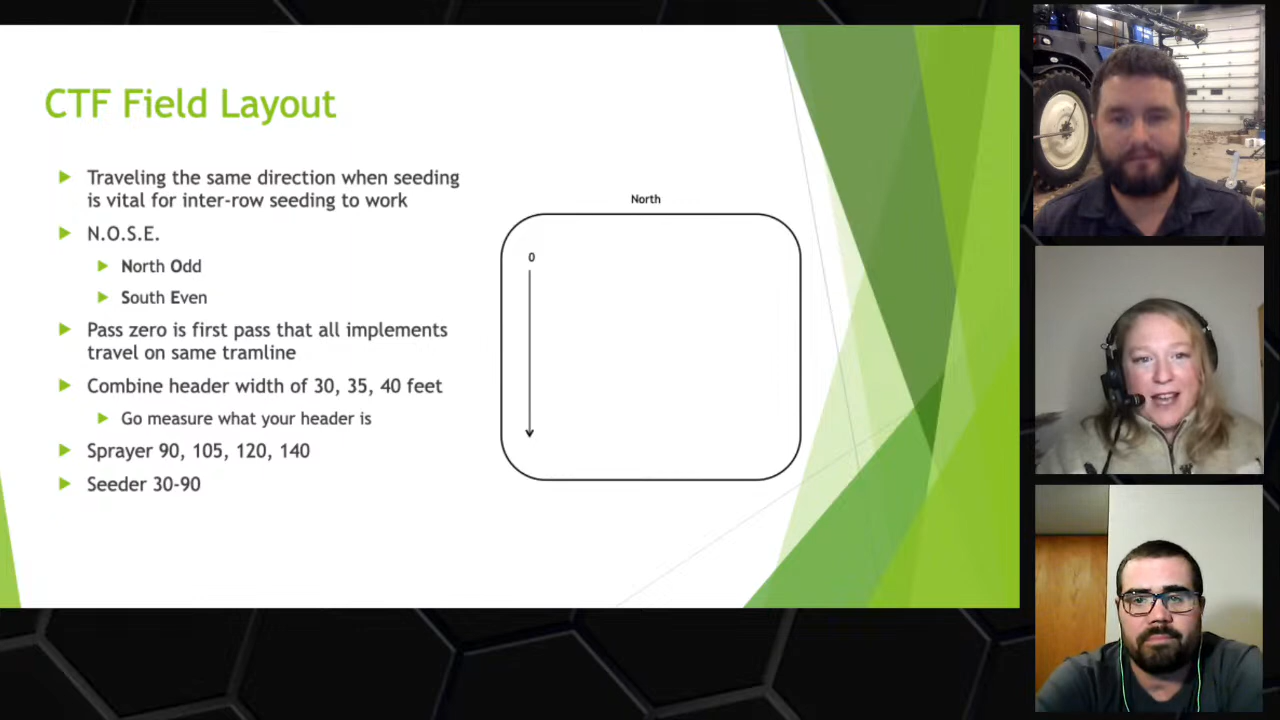 CTF Field Layout
Traveling the same direction when seeding
is vital for inter-row seeding to work
N.O.S.E.
North Odd
South Even
Pass zero is first pass that all implements
travel on same tramline
Combine header width of 30, 35, 40 feet
Go measure what your header is
Sprayer 90, 105, 120, 140
Seeder 30-90
North
0